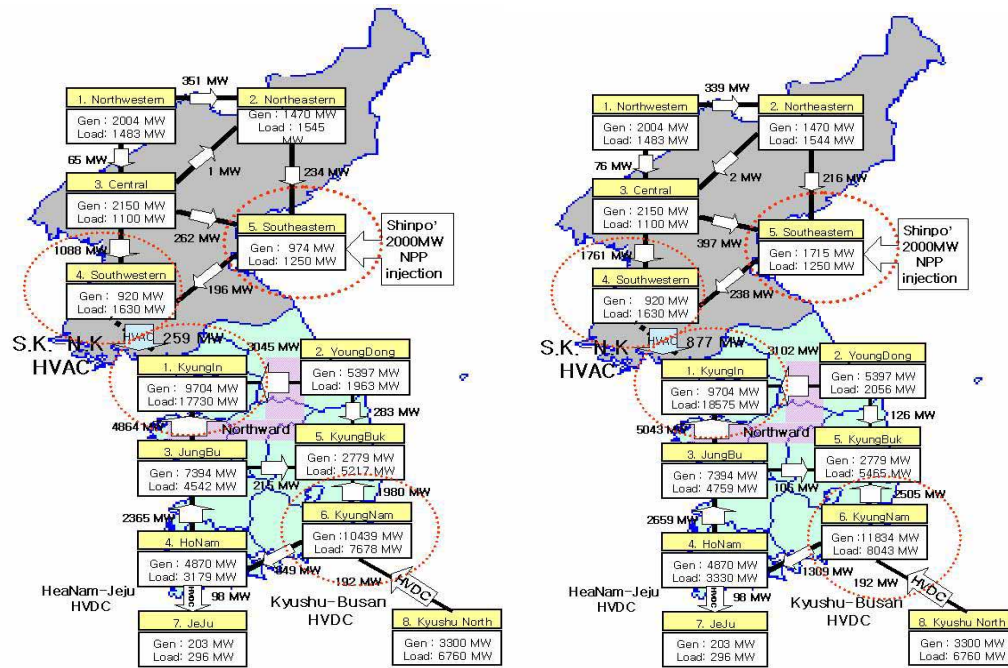 351 MW
1. Northwestern
2. Northeastern
Gen : 2004 MW
Load : 1483 MW
Gen : 1470 MW
Load : 1545
MW
65 MW
1 MW
234 MW
3. Central
Gen : 2150 MW
Load : 1100 MW
262 MW
5. Southeastern
Gen : 974 MW
Load : 1250 MW
Shinpo'
2000MW
NPP
injection
1088 MW
4. Southwestern
Gen : 920 MW
Load: 1630 MW
196 MW
HVAC
259 MW
S.K.-N.K
HVAC
3045 MW
1. KyungIn
Gen : 9704 MW
Load :17730 MW
2. YoungDong
Gen : 5397 MW
Load : 1963 MW
283 MW
4864 MW
Northward
3. JungBu
Gen : 7394 MW
Load : 4542 MW
215 MW
5. KyungBuk
Gen : 2779 MW
Load : 5217 MW
1980 MW
2365 MW
6. KyungNam
Gen :10439 MW
Load : 7678 MW
4. HoNam
Gen : 4870 MW
Load: 3179 MW
849 MW
192 MW
HVDC
HeaNam-Jeju
HVDC
98 MW
Kyushu-Busan
HVDC
7. JeJu
Gen : 203 MW
Load: 296 MW
8. Kyushu North
Gen : 3300 MW
Load: 6760 MW
339 MW
1. Northwestern
2. Northeastern
Gen : 2004 MW
Load : 1483 MW
Gen : 1470 MW
Load : 1544 MW
76 MW
2 MW
216 MW
3. Central
Gen : 2150 MW
Load : 1100 MW
397 MW
5. Southeastern
Gen : 1715 MW
Load : 1250 MW
Shinpo'
2000MW
NPP
injection
1761 MW
4. Southwestern
Gen : 920 MW
Load: 1630 MW
238 MW
HVAC
877 MW
S.K.-N.K
HVAC
3102 MW
1. KyungIn
Gen : 9704 MW
Load :18575 MW
2. YoungDong
Gen : 5397 MW
Load : 2056 MW
126 MW
5043 MW
Northward
3. JungBu
Gen : 7394 MW
Load : 4759 MW
105 MW
5. KyungBuk
Gen : 2779 MW
Load : 5465 MW
2505 MW
2659 MW
6. KyungNam
Gen :11834 MW
Load : 8043 MW
4. HoNam
Gen : 4870 MW
Load: 3330 MW
1309 MW
192 MW
HVDC
HeaNam-Jeju
HVDC
98 MW
Kyushu-Busan
HVDC
7. JeJu
Gen : 203 MW
Load: 296 MW
8. Kyushu North
Gen : 3300 MW
Load: 6760 MW